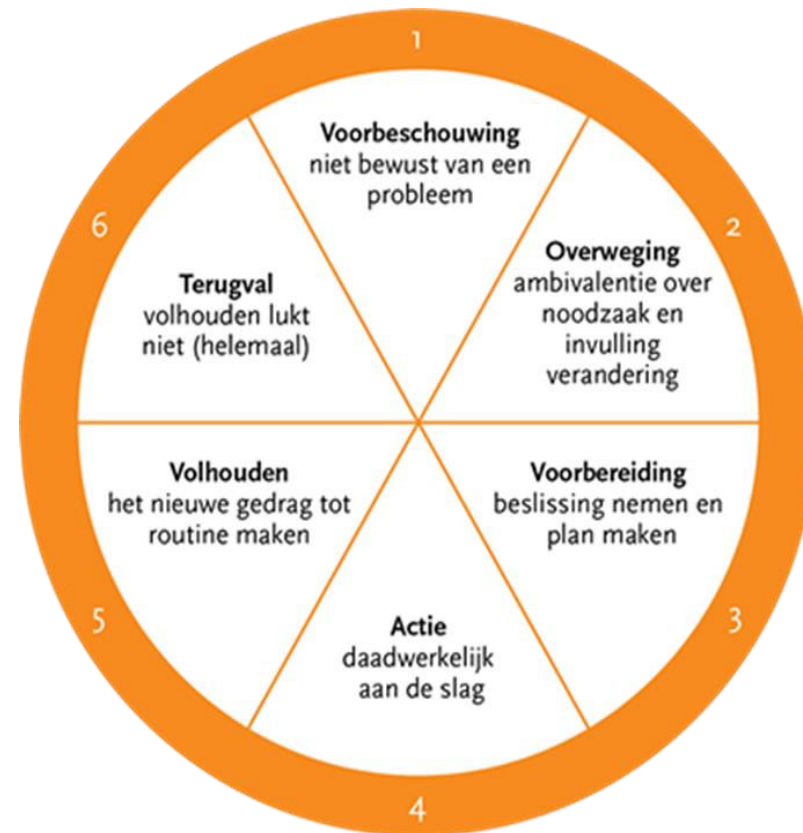 1
Voorbeschouwing
niet bewust van een
probleem
2
Overweging
ambivalentie over
noodzaak en
invulling
verandering
3
Voorbereiding
beslissing nemen en
plan maken
4
Actie
daadwerkelijk
aan de slag
5
Volhouden
het nieuwe gedrag tot
routine maken
6
Terugval
volhouden lukt
niet (helemaal)